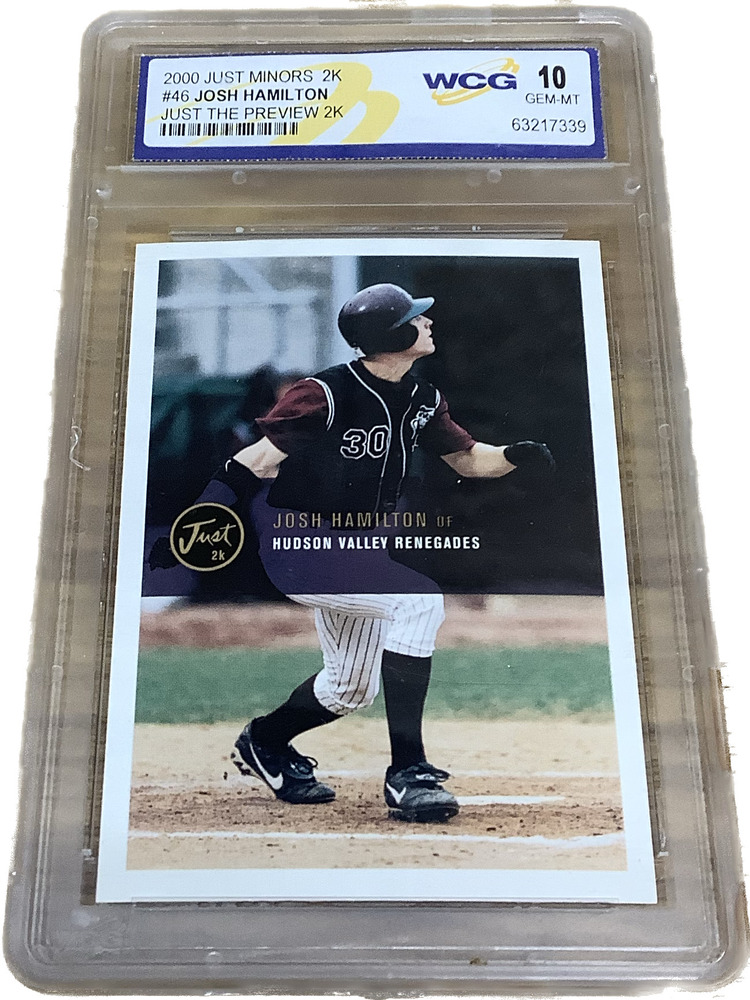 2000 JUST MINORS 2K
#46 JOSH HAMILTON
JUST THE PREVIEW 2K
WCG 10
GEM-MT
63217339
30
JOSH HAMILTON OF
HUDSON VALLEY RENEGADES
Just
2k